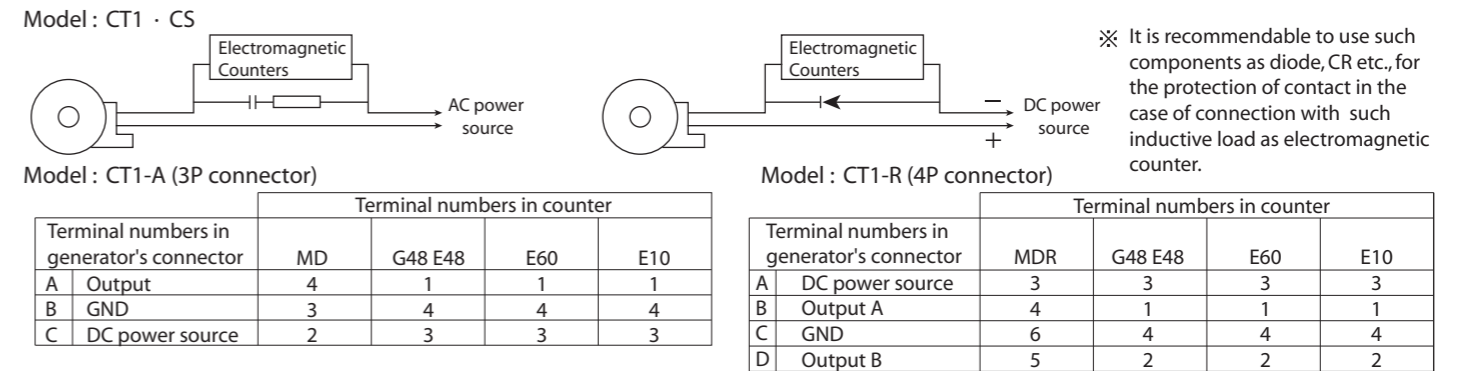 Model : CT1 · CS
Electromagnetic
Counters
AC power
source
Electromagnetic
Counters
−
DC power
source
+
※ It is recommendable to use such
components as diode, CR etc., for
the protection of contact in the
case of connection with such
inductive load as electromagnetic
counter.
Model : CT1-A (3P connector)
Terminal numbers in counter
Terminal numbers in
generator's connector MD G48 E48 E60 E10
A Output 4 1 1 1
B GND 3 4 4 4
C DC power source 2 3 3 3
Model : CT1-R (4P connector)
Terminal numbers in counter
Terminal numbers in
generator's connector MDR G48 E48 E60 E10
A DC power source 3 3 3 3
B Output A 4 1 1 1
C GND 6 4 4 4
D Output B 5 2 2 2